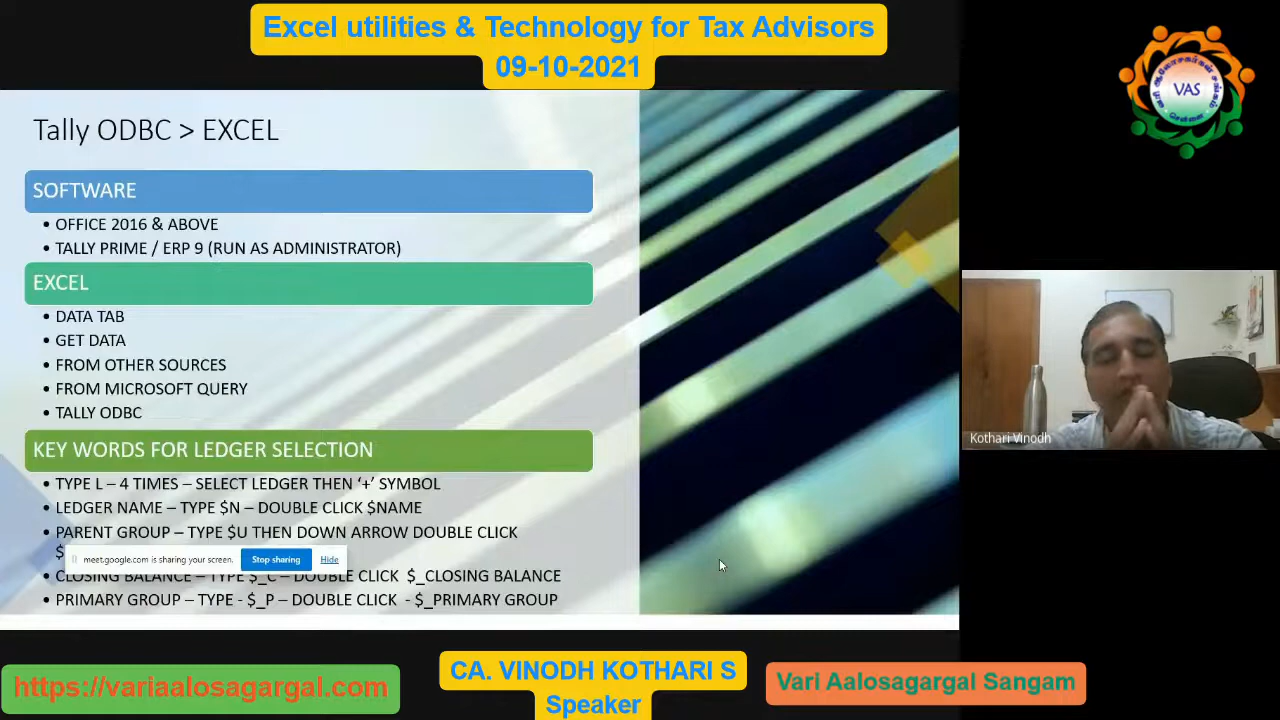 Excel utilities & Technology for Tax Advisors
09-10-2021
VAS
Tally ODBC > EXCEL
SOFTWARE
• OFFICE 2016 & ABOVE
• TALLY PRIME / ERP 9 (RUN AS ADMINISTRATOR)
EXCEL
• DATA TAB
• GET DATA
• FROM OTHER SOURCES
• FROM MICROSOFT QUERY
• TALLY ODBC
KEY WORDS FOR LEDGER SELECTION
• TYPE L – 4 TIMES – SELECT LEDGER THEN ‘+’ SYMBOL
• LEDGER NAME – TYPE $N – DOUBLE CLICK $NAME
• PARENT GROUP – TYPE $U THEN DOWN ARROW DOUBLE CLICK
$
meet.google.com is sharing your screen. Stop sharing Hide
• CLOSING BALANCE – TYPE $_C – DOUBLE CLICK $_CLOSING BALANCE
• PRIMARY GROUP – TYPE - $_P – DOUBLE CLICK - $_PRIMARY GROUP
Kothari Vinodh
https://variaalosagargal.com
CA. VINODH KOTHARI S
Speaker
Vari Aalosagargal Sangam